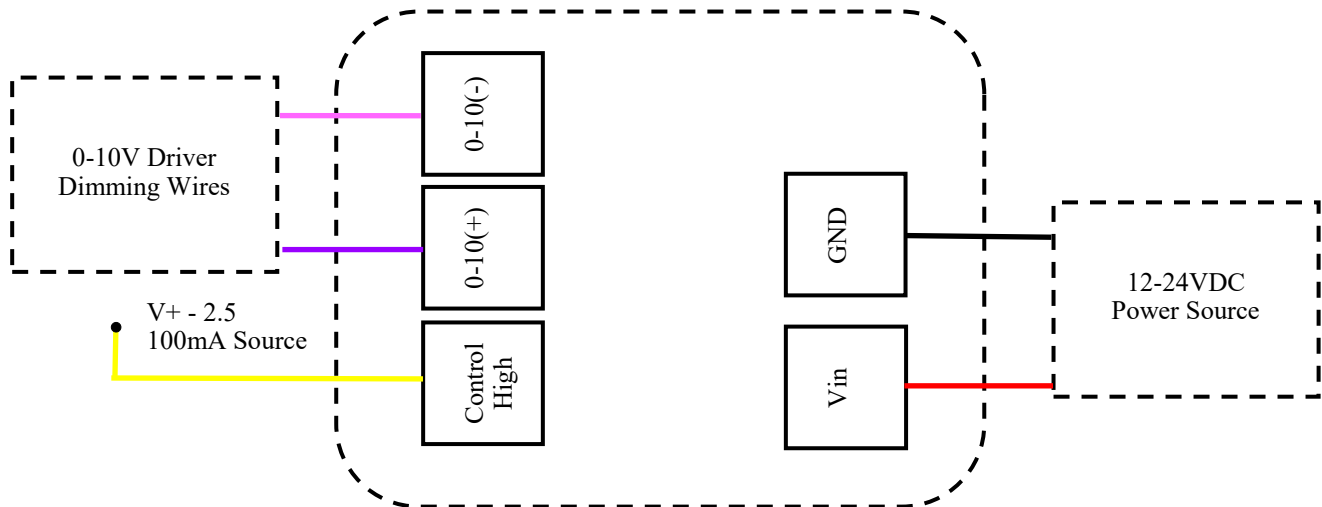 0-10V Driver
Dimming Wires
V+ - 2.5
100mA Source
0-10(-)
0-10(+)
Control
High
GND
Vin
12-24VDC
Power Source